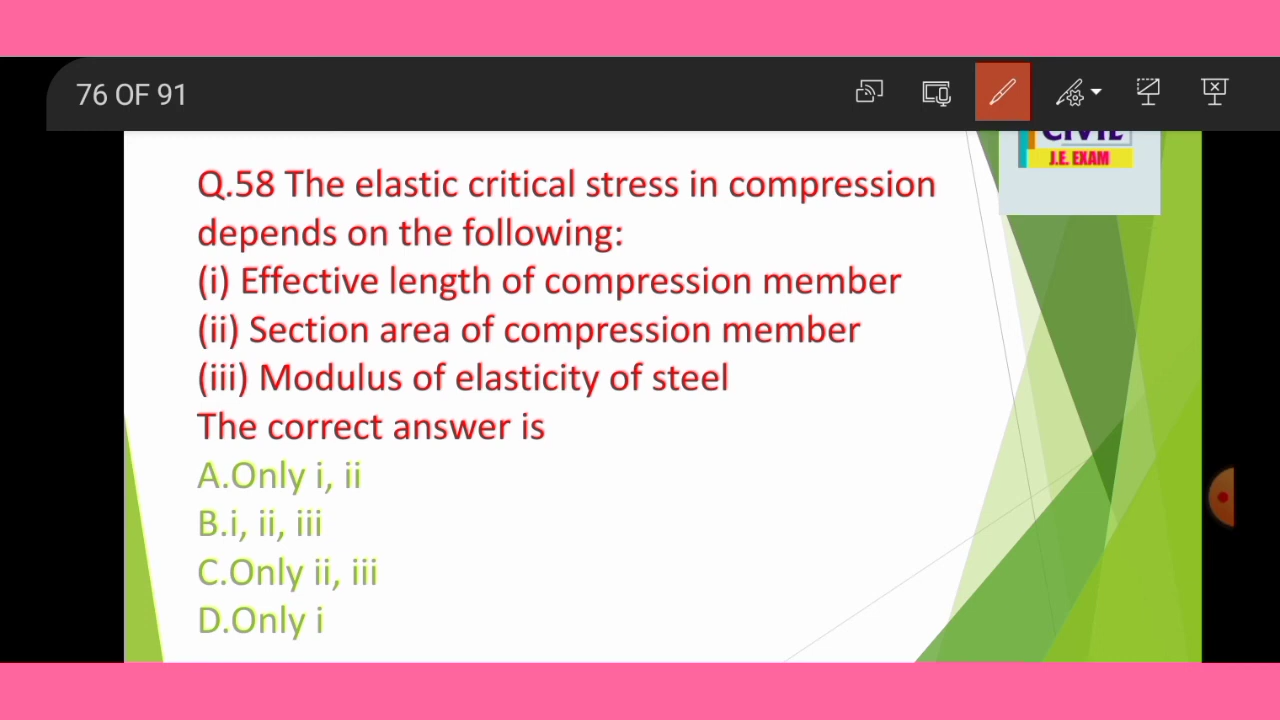 76 OF 91
CIVIL
J.E. EXAM
Q.58 The elastic critical stress in compression
depends on the following:
(i) Effective length of compression member
(ii) Section area of compression member
(iii) Modulus of elasticity of steel
The correct answer is
A.Only i, ii
B.i, ii, iii
C.Only ii, iii
D.Only i